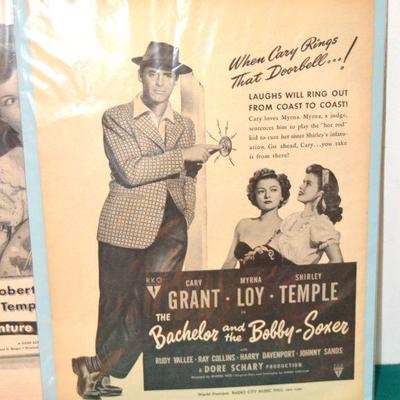 When Cary Rings
That Doorbell...!
LAUGHS WILL RING OUT
FROM COAST TO COAST!
Cary loves Myrna. Myrna, a judge,
sentences him to play the "hot rod"
kid to cure her sister Shirley's infatu-
ation. Go ahead, Cary...you take
it from there!
RKO
CARY MYRNA SHIRLEY
GRANT · LOY · TEMPLE
in
THE
Bachelor and the Bobby-Soxer
RUDY VALLEE · RAY COLLINS · HARRY DAVENPORT · JOHNNY SANDS
A DORE SCHARY PRODUCTION
World Premiere RADIO CITY MUSIC HALL
obert
Temp
nture